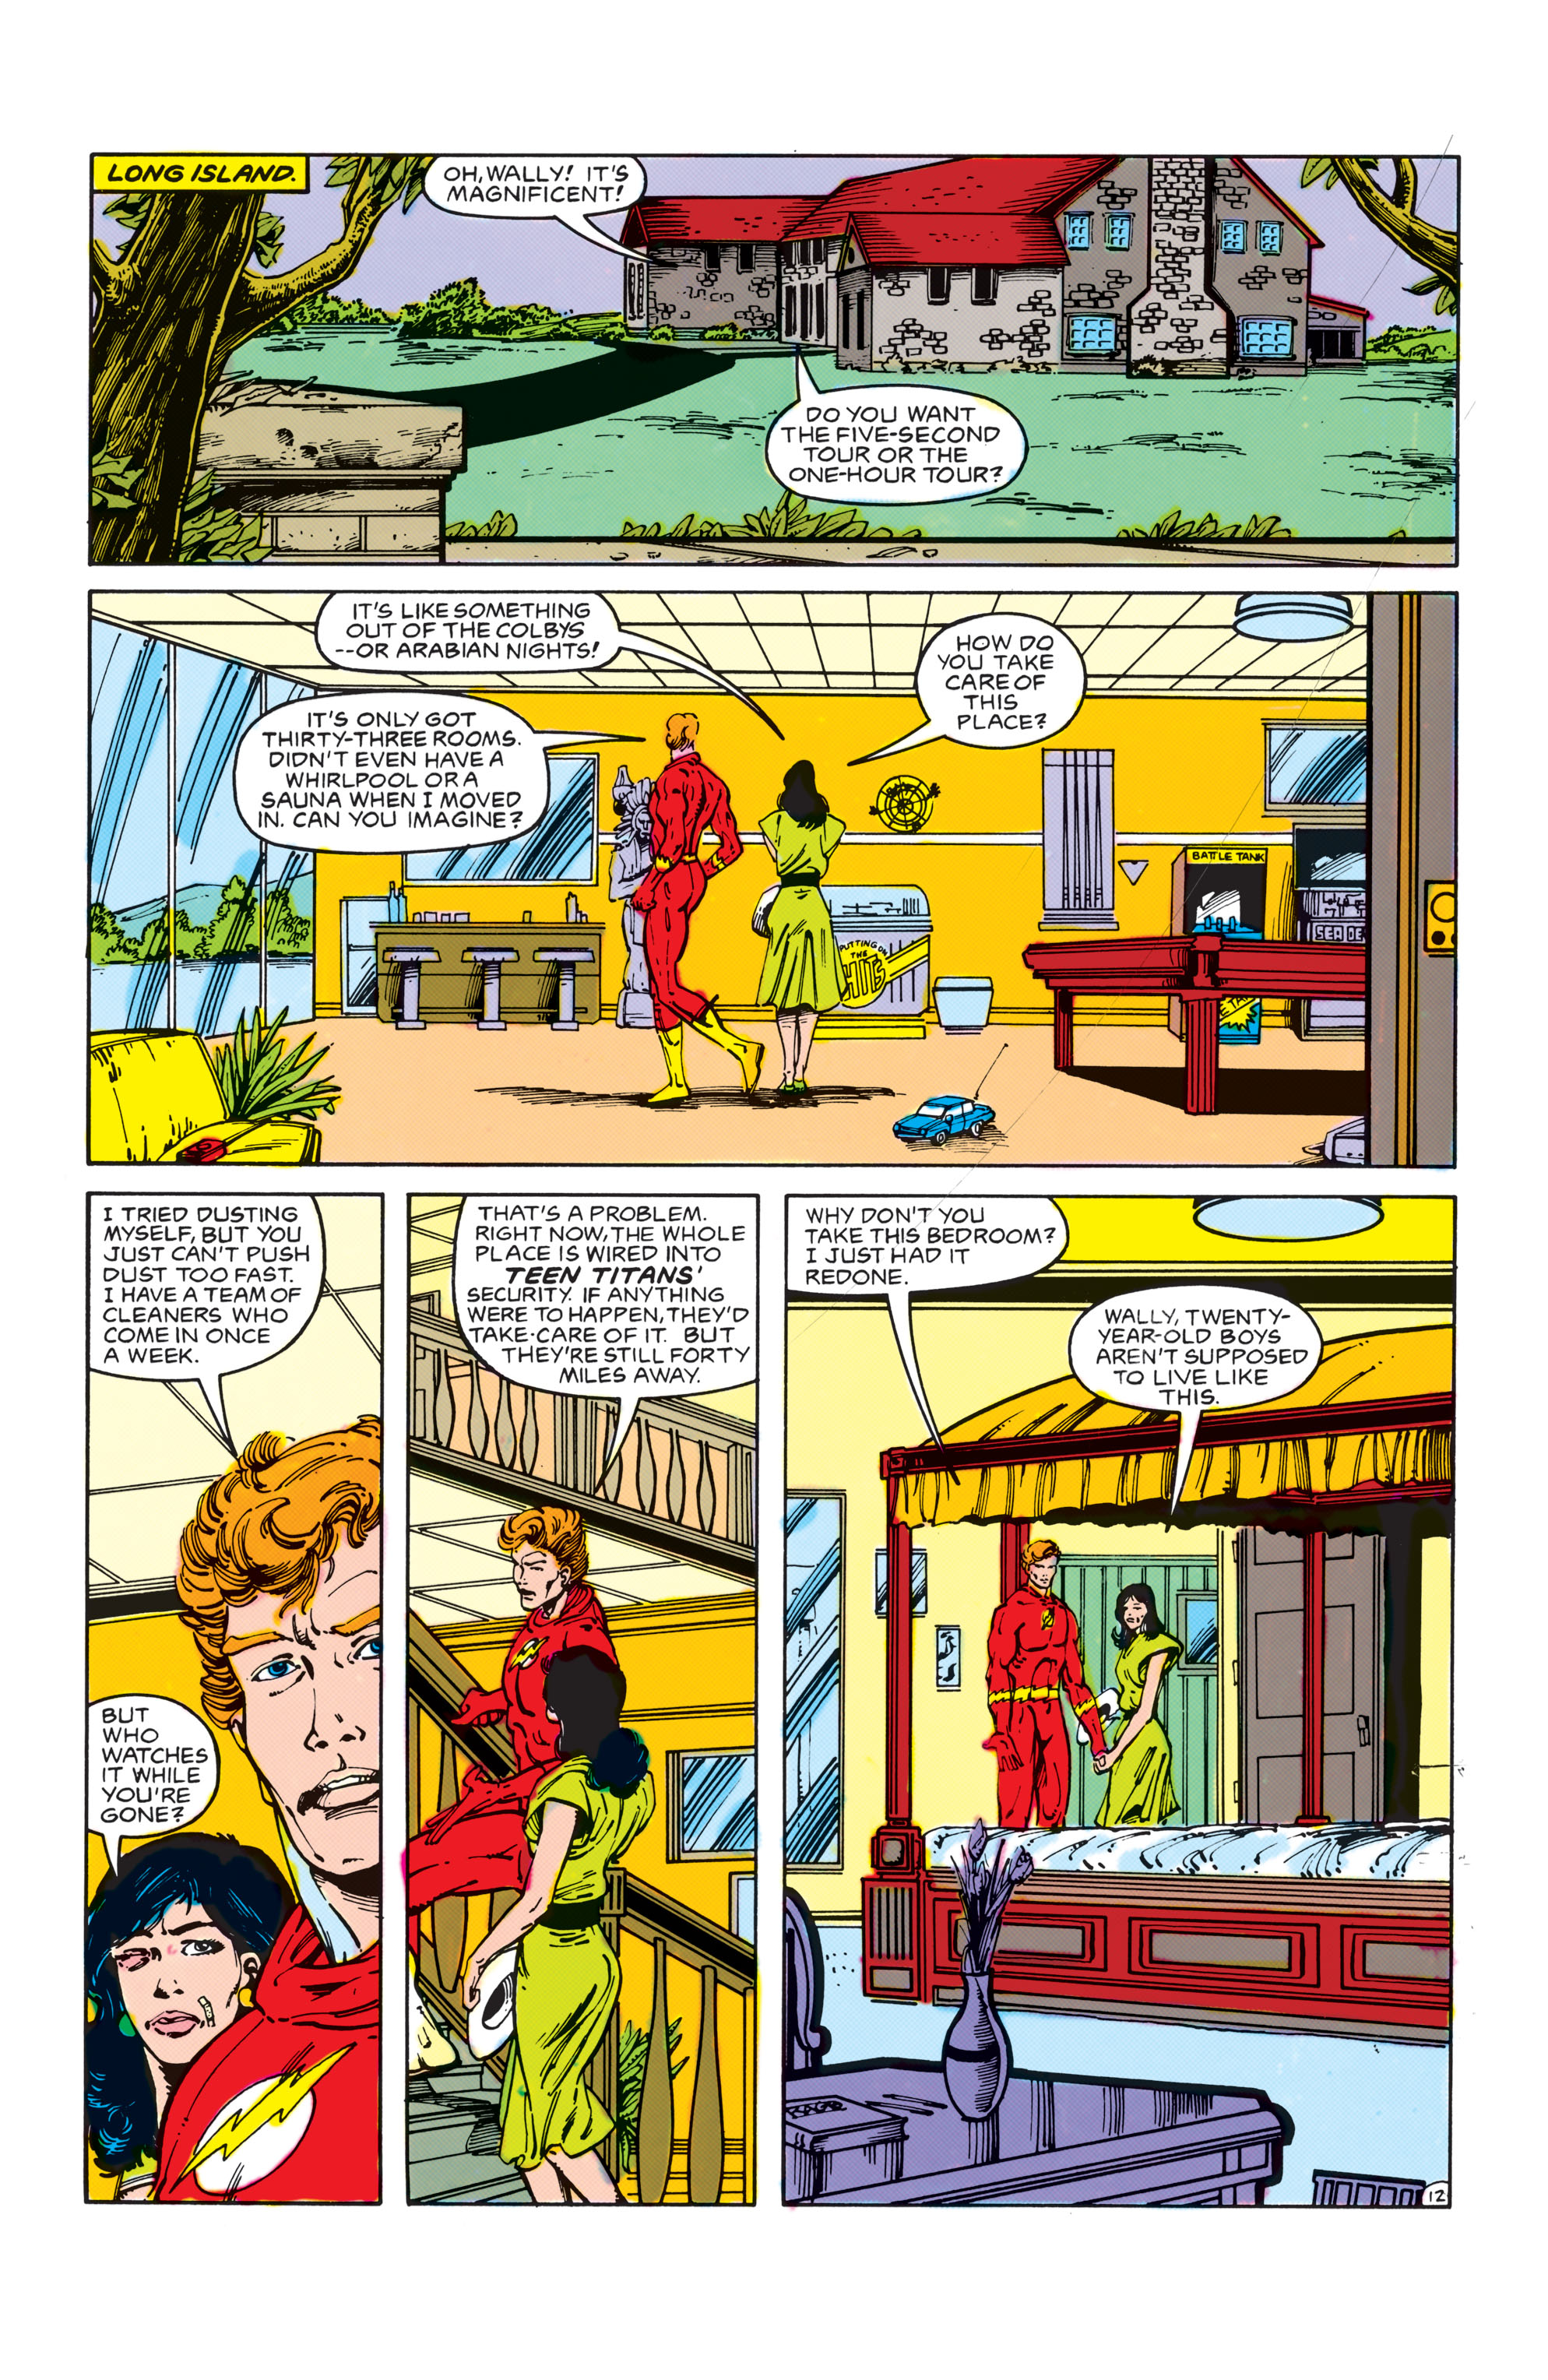 LONG ISLAND.
OH, WALLY! IT'S
MAGNIFICENT!
DO YOU WANT
THE FIVE-SECOND
TOUR OR THE
ONE-HOUR TOUR?
IT'S LIKE SOMETHING
OUT OF THE COLBYS
--OR ARABIAN NIGHTS!
IT'S ONLY GOT
THIRTY-THREE ROOMS.
DIDN'T EVEN HAVE A
WHIRLPOOL OR A
SAUNA WHEN I MOVED
IN. CAN YOU IMAGINE?
HOW DO
YOU TAKE
CARE OF
THIS
PLACE?
BATTLE TANK
PUTTING ON
THE
HITS
SEA DE
TA
I TRIED DUSTING
MYSELF, BUT YOU
JUST CAN'T PUSH
DUST TOO FAST.
I HAVE A TEAM OF
CLEANERS WHO
COME IN ONCE
A WEEK.
BUT
WHO
WATCHES
IT WHILE
YOU'RE
GONE?
THAT'S A PROBLEM.
RIGHT NOW, THE WHOLE
PLACE IS WIRED INTO
TEEN TITANS'
SECURITY. IF ANYTHING
WERE TO HAPPEN, THEY'D
TAKE-CARE OF IT. BUT
THEY'RE STILL FORTY
MILES AWAY.
WHY DON'T YOU
TAKE THIS BEDROOM?
I JUST HAD IT
REDONE.
WALLY, TWENTY-
YEAR-OLD BOYS
AREN'T SUPPOSED
TO LIVE LIKE
THIS.
12